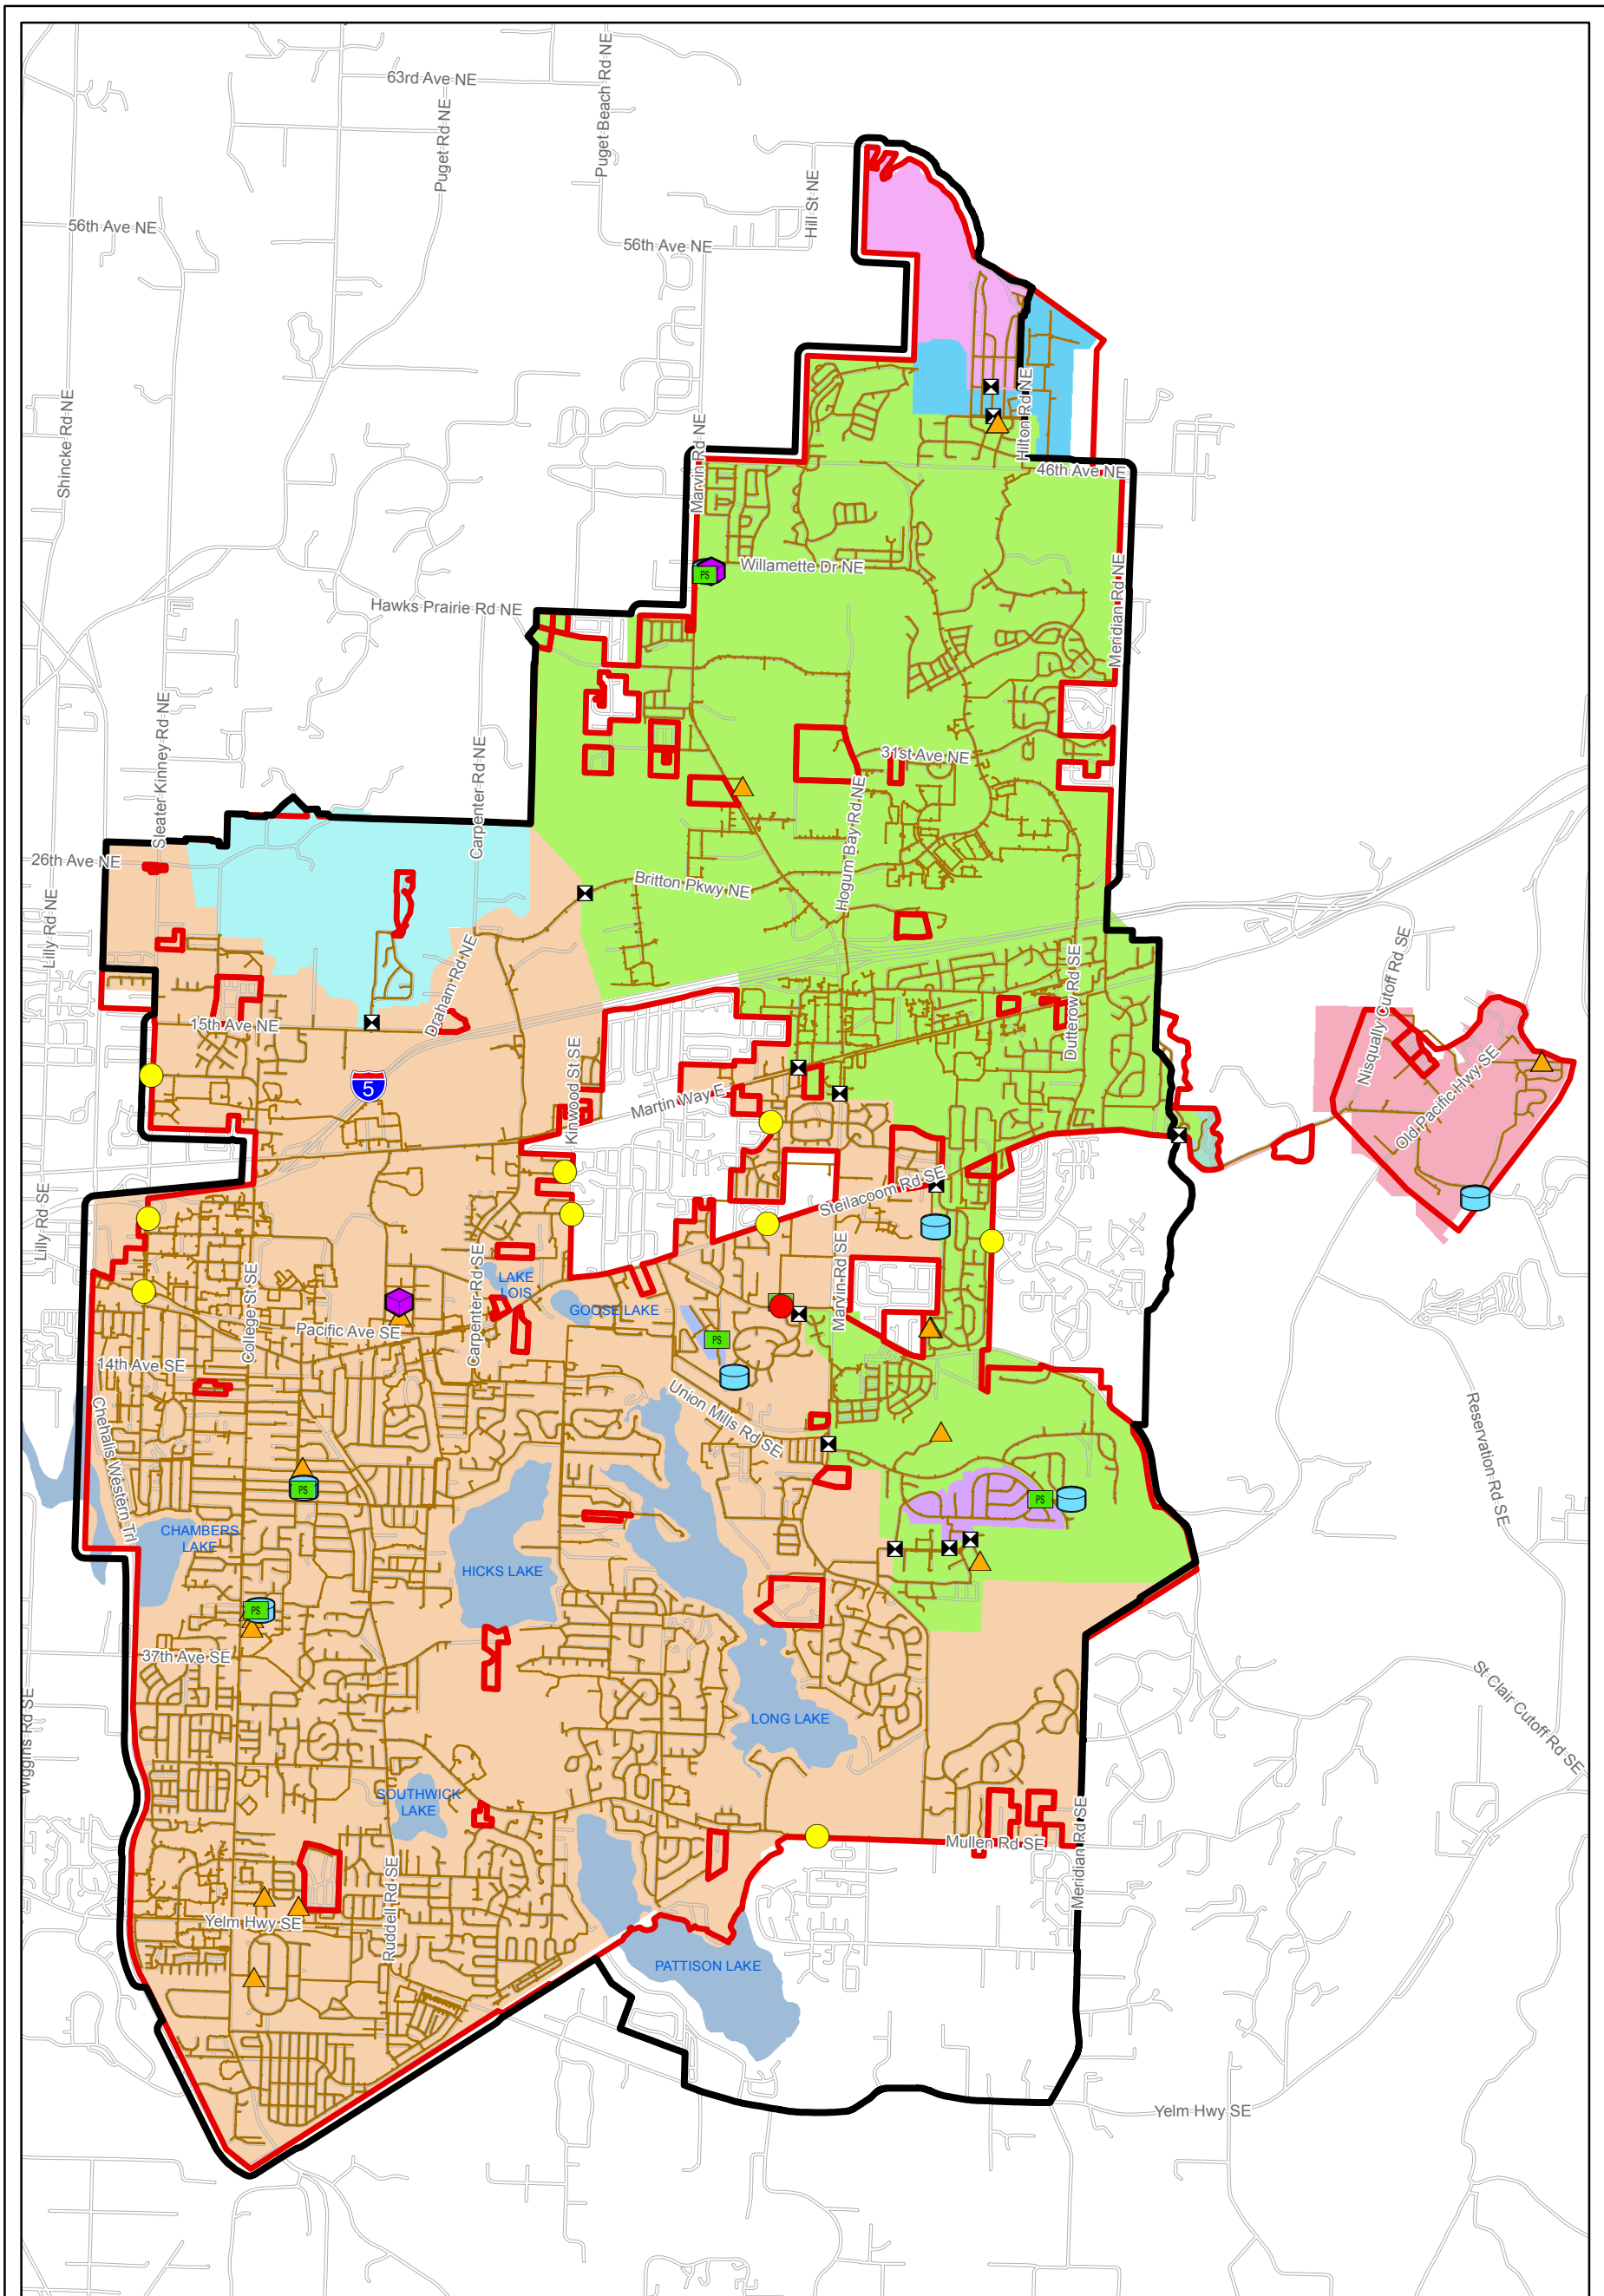 63rd Ave NE
Puget Rd NE
Puget Beach Rd NE
Hill St NE
56th Ave NE
56th Ave NE
Shincke Rd NE
Marvin Rd NE
Hilton Rd NE
46th Ave NE
Willamette Dr NE
PS
Meridian Rd NE
Hawks Prairie Rd NE
Sleater Kinney Rd NE
Carpenter Rd NE
31st Ave NE
Hogum Bay Rd NE
26th Ave NE
Britton Pkwy NE
Lilly Rd NE
Draham Rd NE
15th Ave NE
Dutterow Rd SE
Nisqually Cutoff Rd SE
Old Pacific Hwy SE
5
Kinwood St SE
Martin Way E
Steilacoom Rd SE
Lilly Rd SE
College St SE
Carpenter Rd SE
LAKE
LOIS
GOOSE LAKE
Marvin Rd SE
Pacific Ave SE
PS
14th Ave SE
Chehalis Western Trl
Union Mills Rd SE
Reservation Rd SE
PS
PS
CHAMBERS
LAKE
HICKS LAKE
PS
37th Ave SE
Wiggins Rd SE
St Clair Cutoff Rd SE
LONG LAKE
SOUTHWICK
LAKE
Mullen Rd SE
Meridian Rd SE
Ruddell Rd SE
Yelm Hwy SE
PATTISON LAKE
Yelm Hwy SE